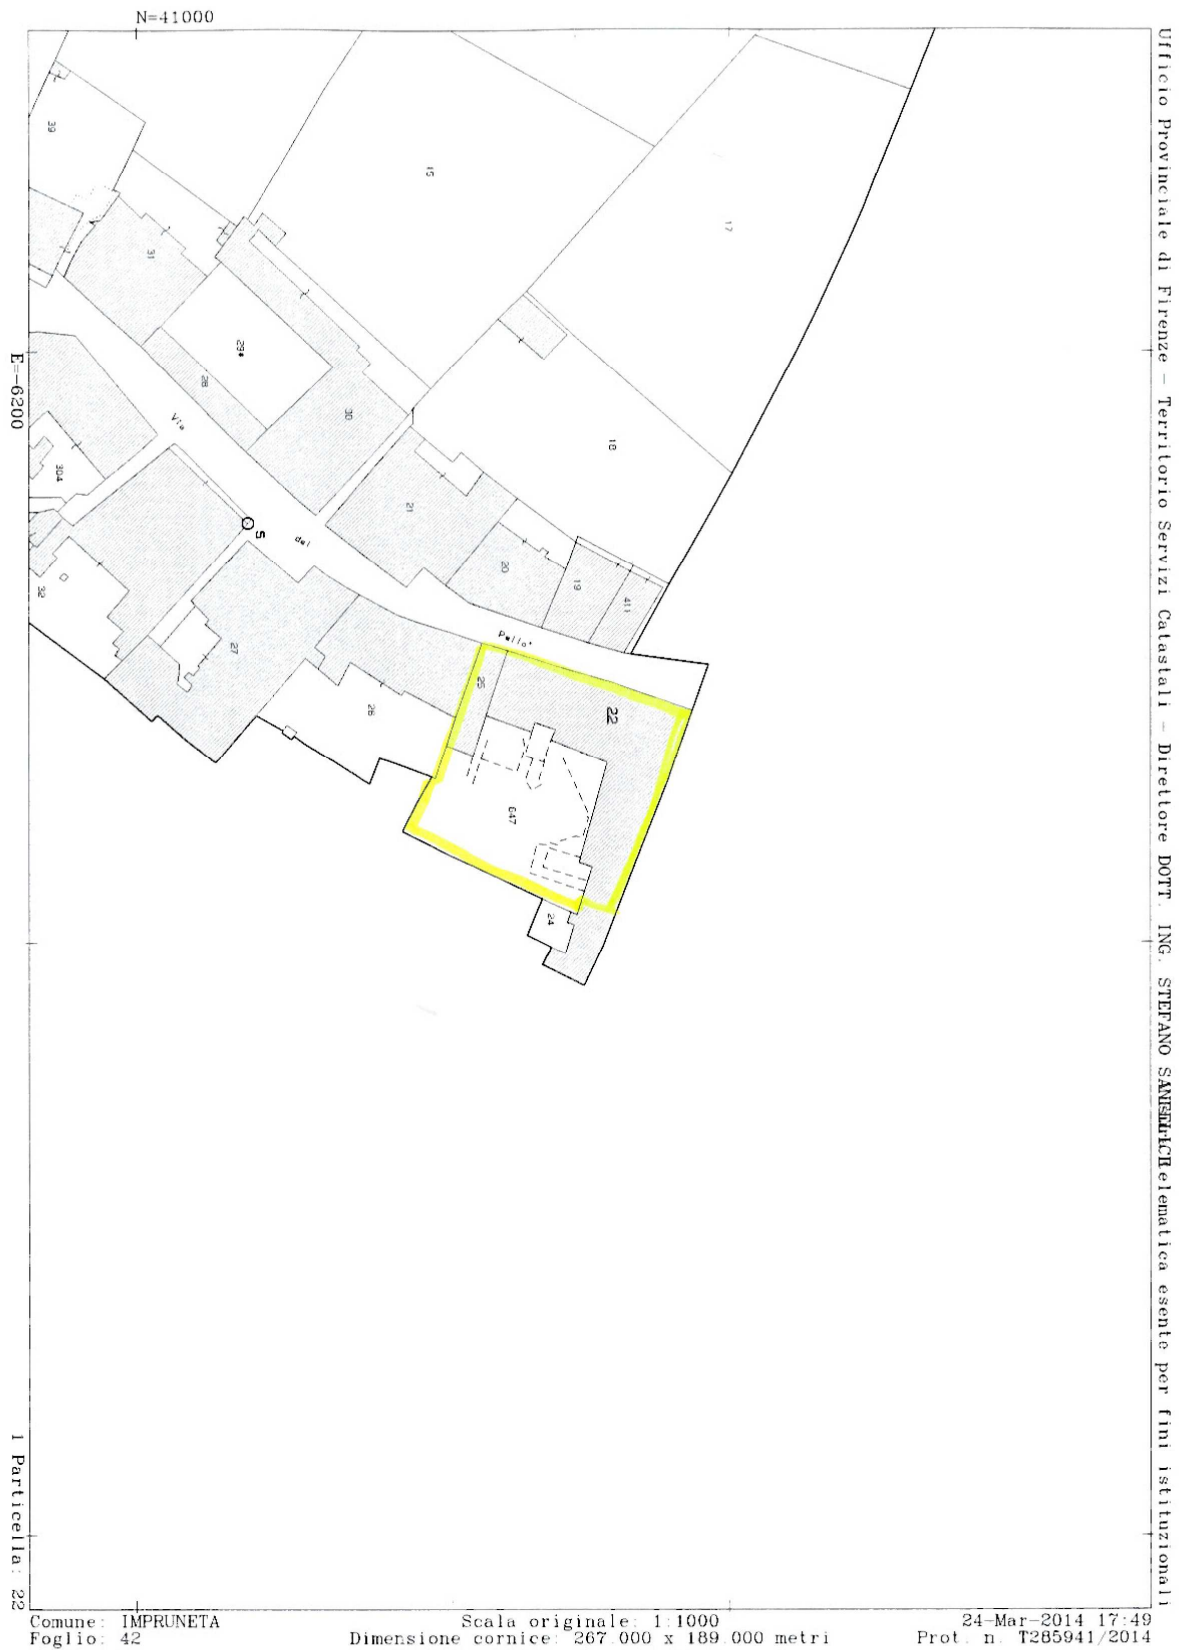 N=41000
Ufficio Provinciale di Firenze - Territorio Servizi Catastali - Direttore DOTT. ING. STEFANO elematica esente per fini istituzionali
E=-6200
1 Particella: 22
39
15
17
31
29*
28
30
18
Via
304
21
S
del
20
19
411
32
27
Pello*
25
22
26
647
24
Comune: IMPRUNETA
Foglio: 42
Scala originale: 1:1000
Dimensione cornice: 267.000 x 189.000 metri
24-Mar-2014 17:49
Prot. n. T285941/2014